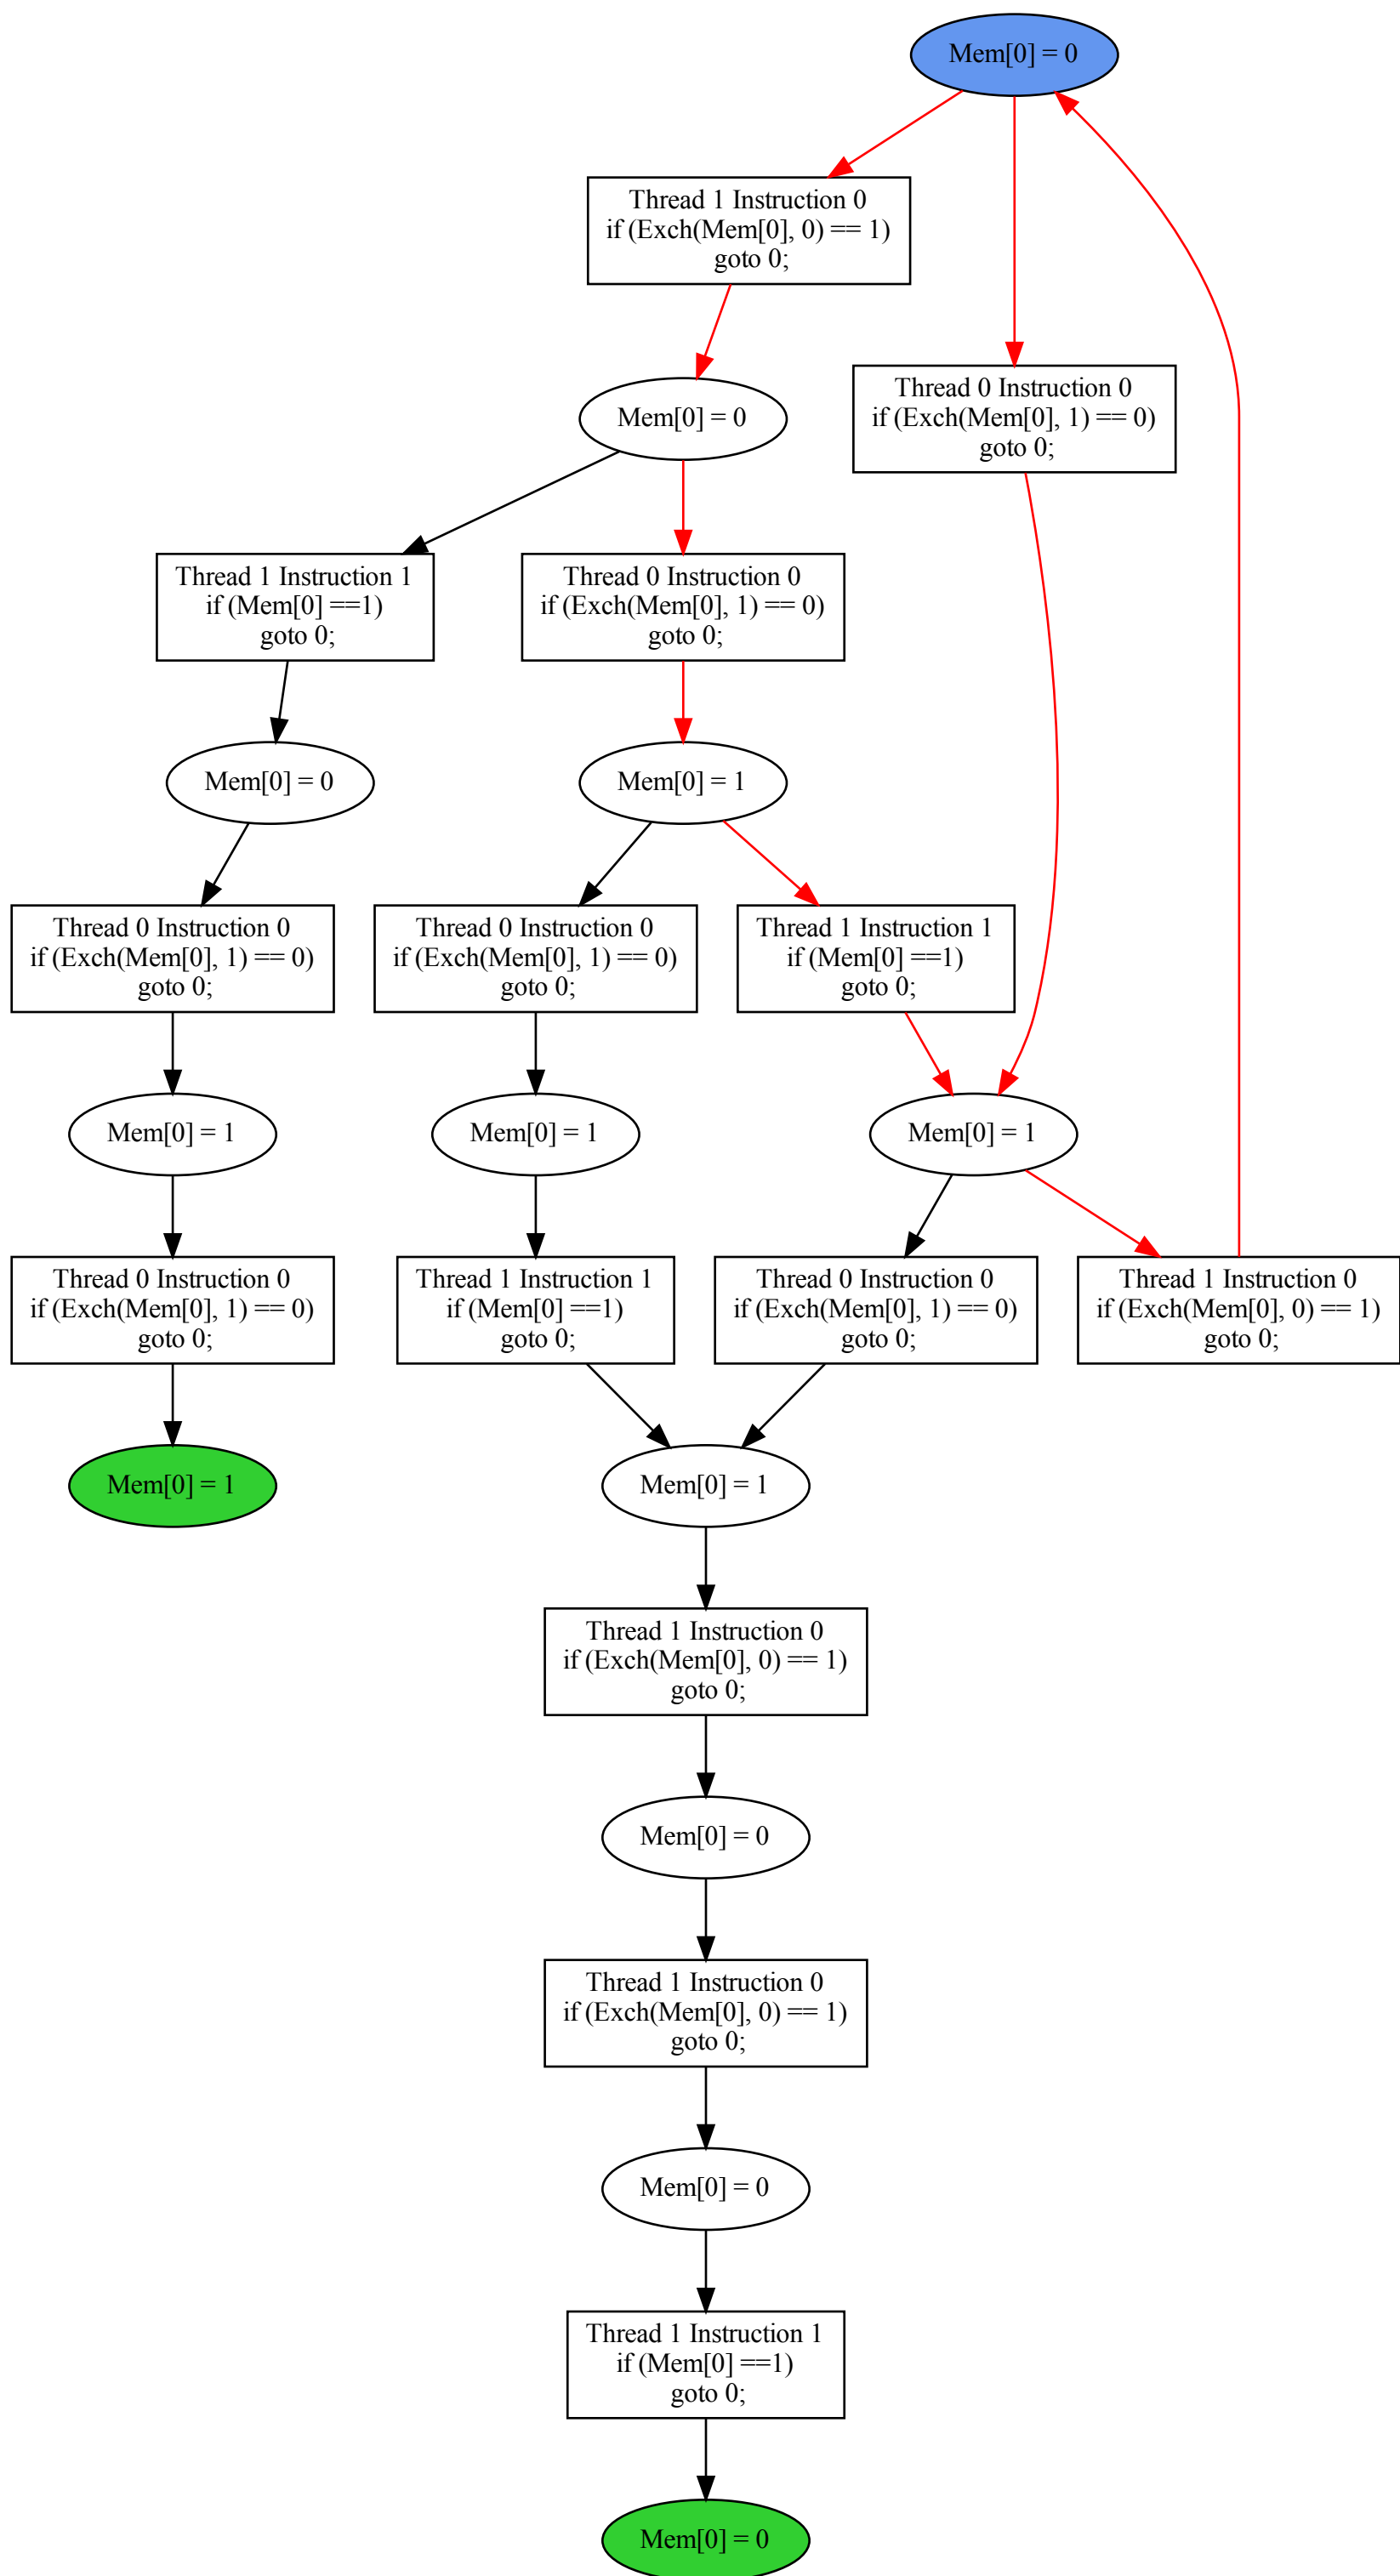 Mem[0] = 0
Thread 1 Instruction 0
if (Exch(Mem[0], 0) == 1)
goto 0;
Thread 0 Instruction 0
if (Exch(Mem[0], 1) == 0)
goto 0;
Mem[0] = 0
Thread 1 Instruction 1
if (Mem[0] ==1)
goto 0;
Thread 0 Instruction 0
if (Exch(Mem[0], 1) == 0)
goto 0;
Mem[0] = 0
Mem[0] = 1
Thread 0 Instruction 0
if (Exch(Mem[0], 1) == 0)
goto 0;
Thread 0 Instruction 0
if (Exch(Mem[0], 1) == 0)
goto 0;
Thread 1 Instruction 1
if (Mem[0] ==1)
goto 0;
Mem[0] = 1
Mem[0] = 1
Mem[0] = 1
Thread 0 Instruction 0
if (Exch(Mem[0], 1) == 0)
goto 0;
Thread 1 Instruction 1
if (Mem[0] ==1)
goto 0;
Thread 0 Instruction 0
if (Exch(Mem[0], 1) == 0)
goto 0;
Thread 1 Instruction 0
if (Exch(Mem[0], 0) == 1)
goto 0;
Mem[0] = 1
Mem[0] = 1
Thread 1 Instruction 0
if (Exch(Mem[0], 0) == 1)
goto 0;
Mem[0] = 0
Thread 1 Instruction 0
if (Exch(Mem[0], 0) == 1)
goto 0;
Mem[0] = 0
Thread 1 Instruction 1
if (Mem[0] ==1)
goto 0;
Mem[0] = 0